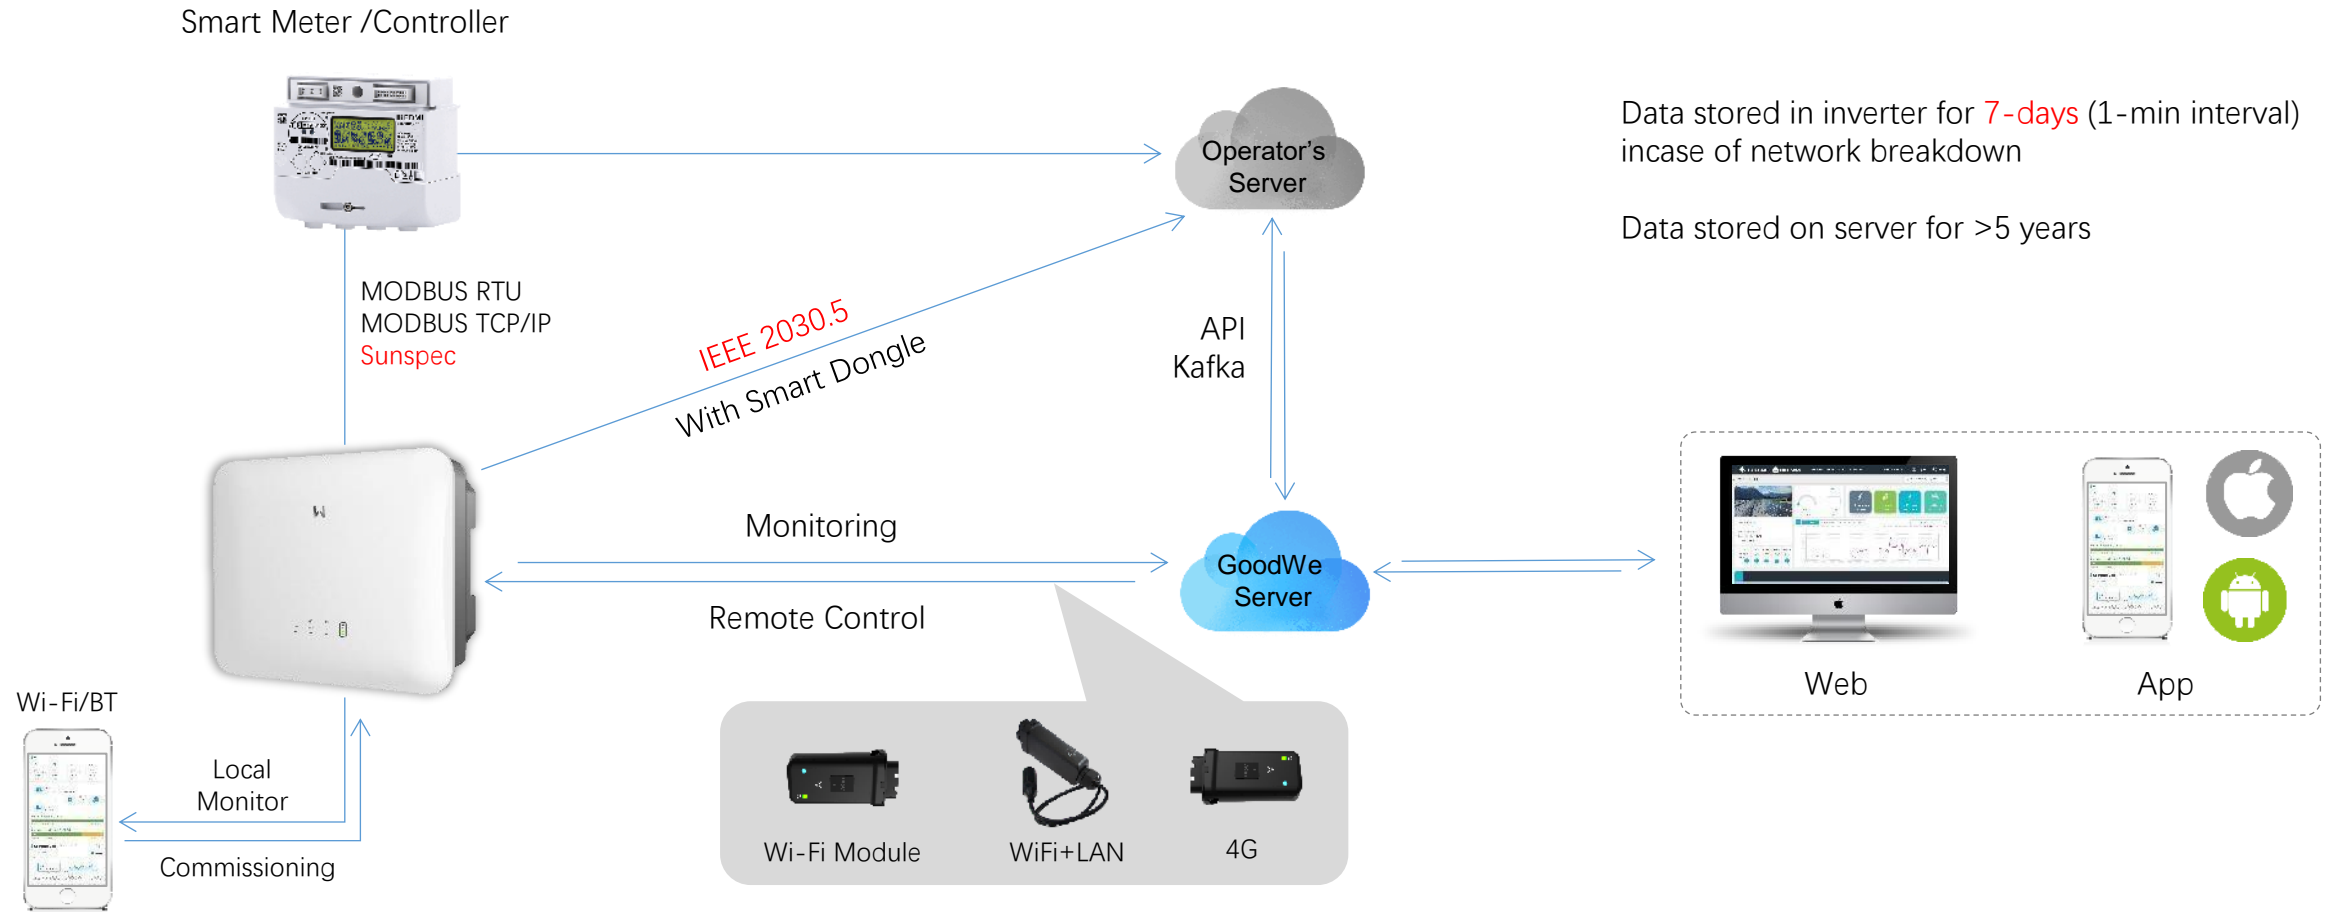 Smart Meter /Controller
EDMI
Operator's
Server
Data stored in inverter for 7-days (1-min interval)
incase of network breakdown
Data stored on server for >5 years
MODBUS RTU
MODBUS TCP/IP
Sunspec
IEEE 2030.5
With Smart Dongle
API
Kafka
Monitoring
GoodWe
Server
Remote Control
Web
App
Wi-Fi/BT
Local
Monitor
Commissioning
Wi-Fi Module
WiFi+LAN
4G